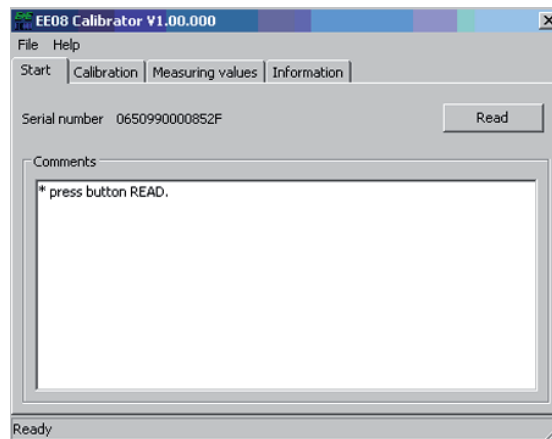 EE08 Calibrator V1.00.000
File Help
Start Calibration Measuring values Information
Serial number 0650990000852F Read
Comments
* press button READ.
Ready